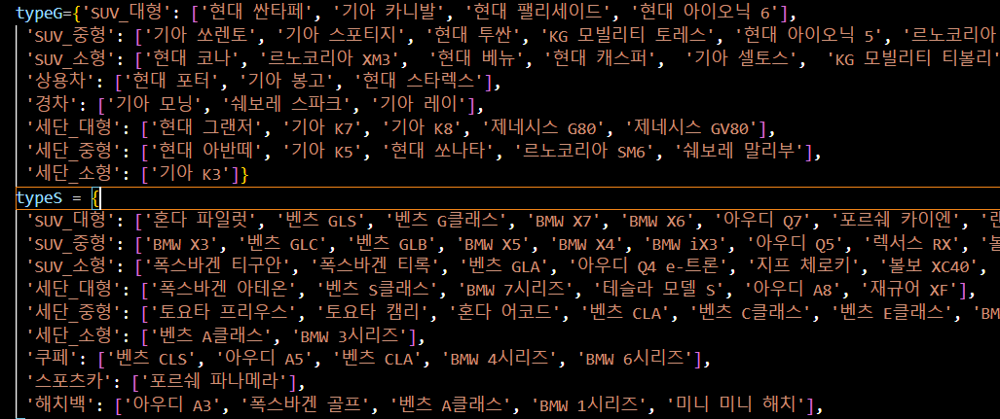 typeG={'SUV_대형': ['현대 싼타페', '기아 카니발', '현대 팰리세이드', '현대 아이오닉 6'],
'SUV_중형': ['기아 쏘렌토', '기아 스포티지', '현대 투싼', 'KG 모빌리티 토레스', '현대 아이오닉 5', '르노코리아
'SUV_소형': ['현대 코나', '르노코리아 XM3', '현대 베뉴', '현대 캐스퍼', '기아 셀토스', 'KG 모빌리티 티볼리'
'상용차': ['현대 포터', '기아 봉고', '현대 스타렉스'],
'경차': ['기아 모닝', '쉐보레 스파크', '기아 레이'],
'세단_대형': ['현대 그랜저', '기아 K7', '기아 K8', '제네시스 G80', '제네시스 GV80'],
'세단_중형': ['현대 아반떼', '기아 K5', '현대 쏘나타', '르노코리아 SM6', '쉐보레 말리부'],
'세단_소형': ['기아 K3']}
typeS = {
'SUV_대형': ['혼다 파일럿', '벤츠 GLS', '벤츠 G클래스', 'BMW X7', 'BMW X6', '아우디 Q7', '포르쉐 카이엔',
'SUV_중형': ['BMW X3', '벤츠 GLC', '벤츠 GLB', 'BMW X5', 'BMW X4', 'BMW iX3', '아우디 Q5', '렉서스 RX',
'SUV_소형': ['폭스바겐 티구안', '폭스바겐 티록', '벤츠 GLA', '아우디 Q4 e-트론', '지프 체로키', '볼보 XC40',
'세단_대형': ['폭스바겐 아테온', '벤츠 S클래스', 'BMW 7시리즈', '테슬라 모델 S', '아우디 A8', '재규어 XF'],
'세단_중형': ['토요타 프리우스', '토요타 캠리', '혼다 어코드', '벤츠 CLA', '벤츠 C클래스', '벤츠 E클래스',
'세단_소형': ['벤츠 A클래스', 'BMW 3시리즈'],
'쿠페': ['벤츠 CLS', '아우디 A5', '벤츠 CLA', 'BMW 4시리즈', 'BMW 6시리즈'],
'스포츠카': ['포르쉐 파나메라'],
'해치백': ['아우디 A3', '폭스바겐 골프', '벤츠 A클래스', 'BMW 1시리즈', '미니 미니 해치'],